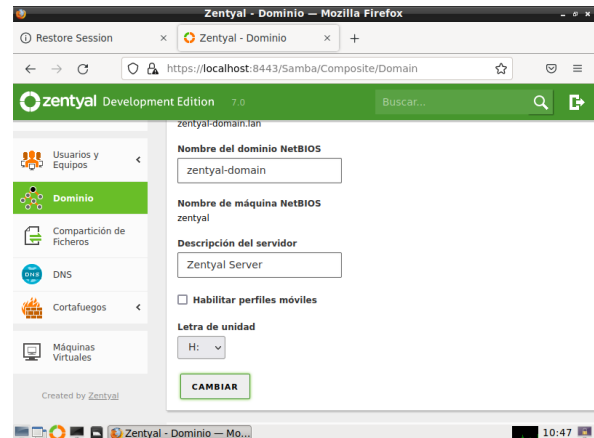 Zentyal - Dominio — Mozilla Firefox
Restore Session
Zentyal - Dominio
https://localhost:8443/Samba/Composite/Domain
zentyal Development Edition 7.0
Buscar...
zentyal-domain.lan
Usuarios y
Equipos
Dominio
Compartición de
Ficheros
DNS
DNS
Cortafuegos
Máquinas
Virtuales
Created by Zentyal
Nombre del dominio NetBIOS
zentyal-domain
Nombre de máquina NetBIOS
zentyal
Descripción del servidor
Zentyal Server
Habilitar perfiles móviles
Letra de unidad
H:
CAMBIAR
Zentyal - Dominio — Mo...
10:47